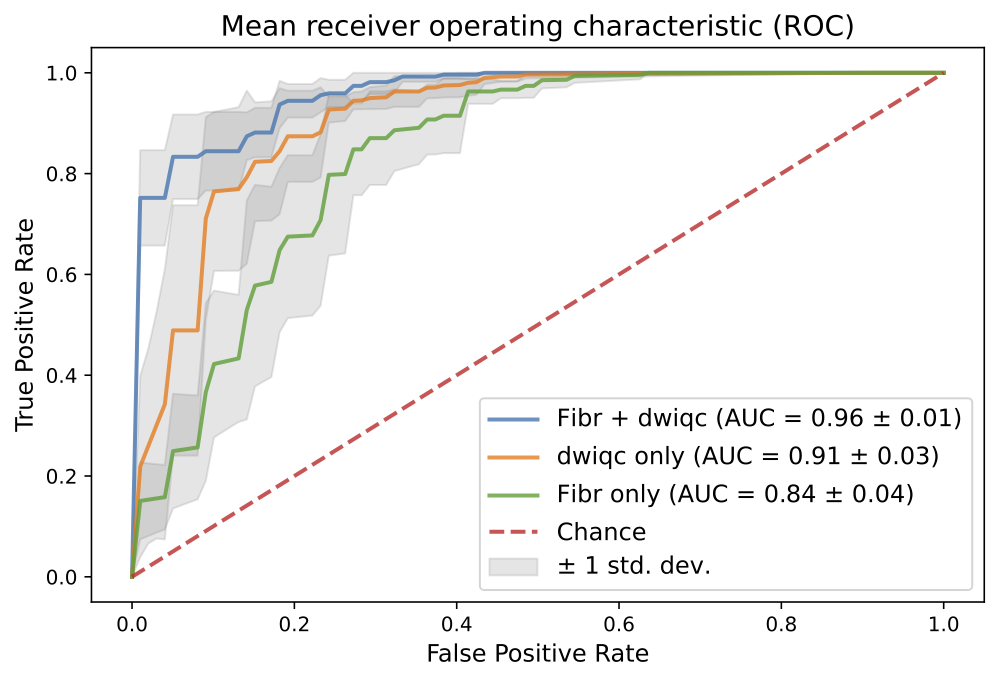 Mean receiver operating characteristic (ROC)
True Positive Rate
1.0
0.8
0.6
0.4
0.2
0.0
Fibr + dwiqc (AUC = 0.96 ± 0.01)
dwiqc only (AUC = 0.91 ± 0.03)
Fibr only (AUC = 0.84 ± 0.04)
Chance
± 1 std. dev.
0.0 0.2 0.4 0.6 0.8 1.0
False Positive Rate